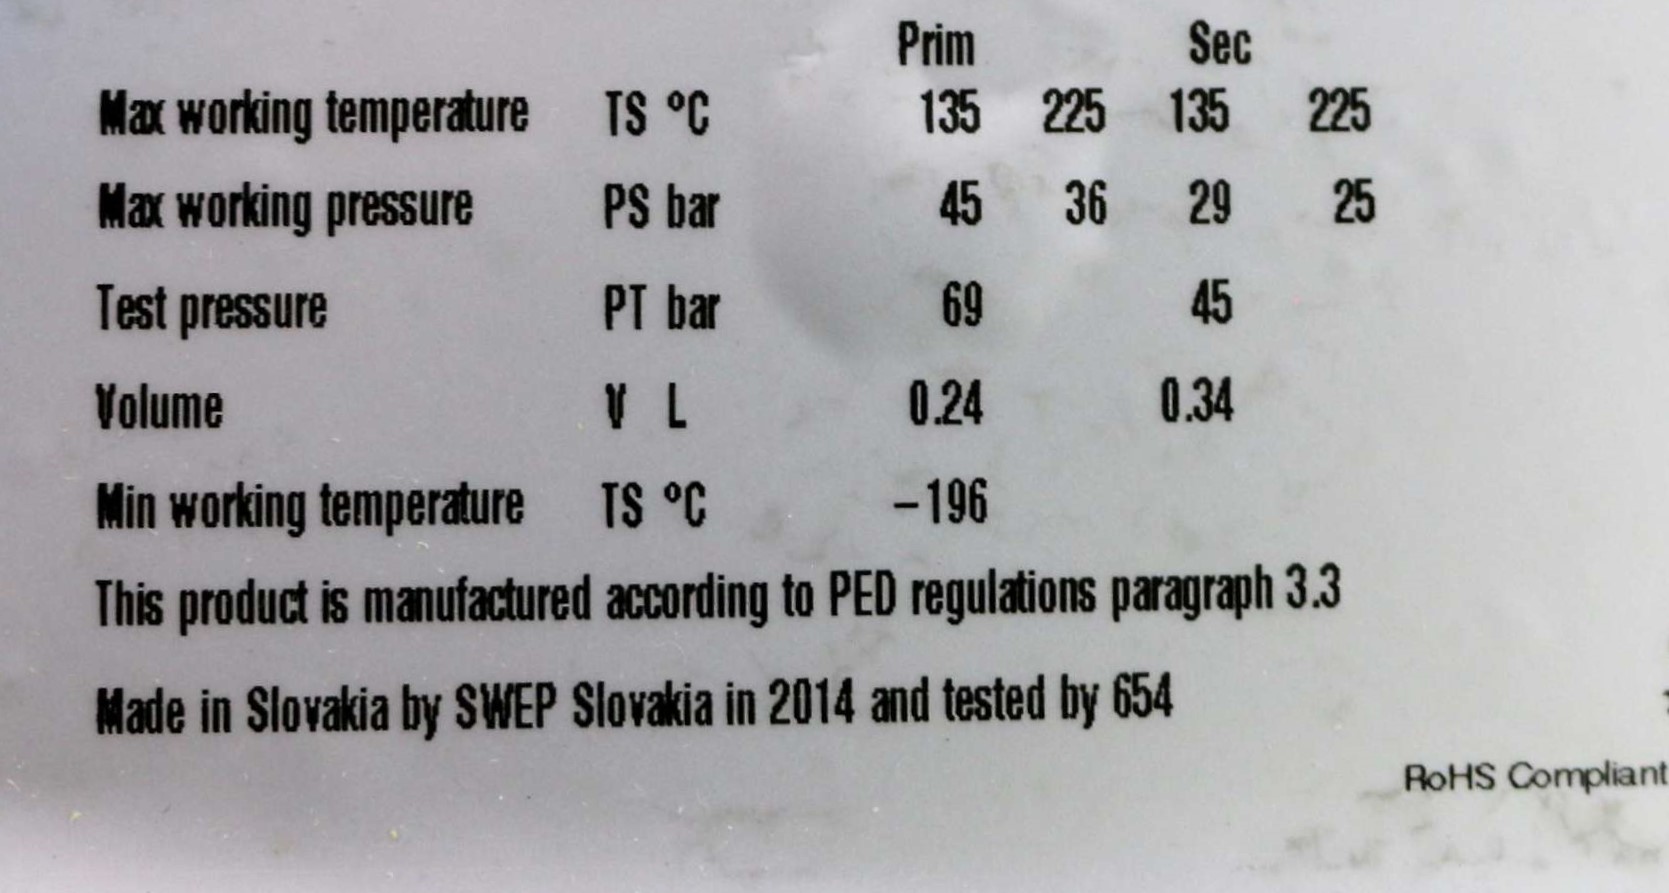 Prim Sec
Max working temperature TS °C 135 225 135 225
Max working pressure PS bar 45 36 29 25
Test pressure PT bar 69 45
Volume V L 0.24 0.34
Min working temperature TS °C –196
This product is manufactured according to PED regulations paragraph 3.3
Made in Slovakia by SWEP Slovakia in 2014 and tested by 654
RoHS Compliant